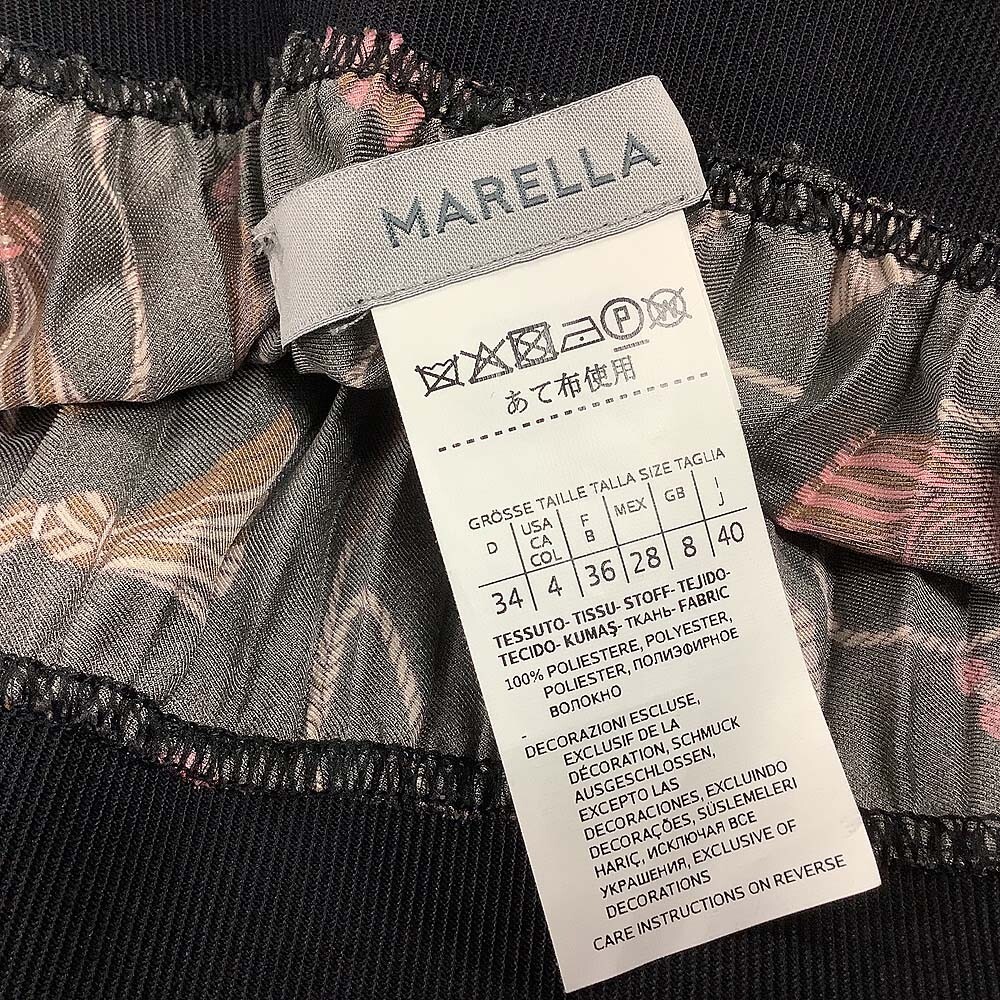 MARELLA
P W
あて布使用
GRÖSSE TAILLE TALLA SIZE TAGLIA
D USA CA COL F B MEX GB I J
34 4 36 28 8 40
TESSUTO- TISSU- STOFF- TEJIDO-
TECIDO- KUMAŞ- ТКАНЬ- FABRIC
100% POLIESTERE, POLYESTER,
POLIESTER, ПОЛИЭФИРНОЕ
ВОЛОКНО
-
DECORAZIONI ESCLUSE,
EXCLUSIF DE LA
DÉCORATION, SCHMUCK
AUSGESCHLOSSEN,
EXCEPTO LAS
DECORACIONES, EXCLUINDO
DECORAÇÕES, SÜSLEMELERI
HARIÇ, ИСКЛЮЧАЯ ВСЕ
УКРАШЕНИЯ, EXCLUSIVE OF
DECORATIONS
CARE INSTRUCTIONS ON REVERSE